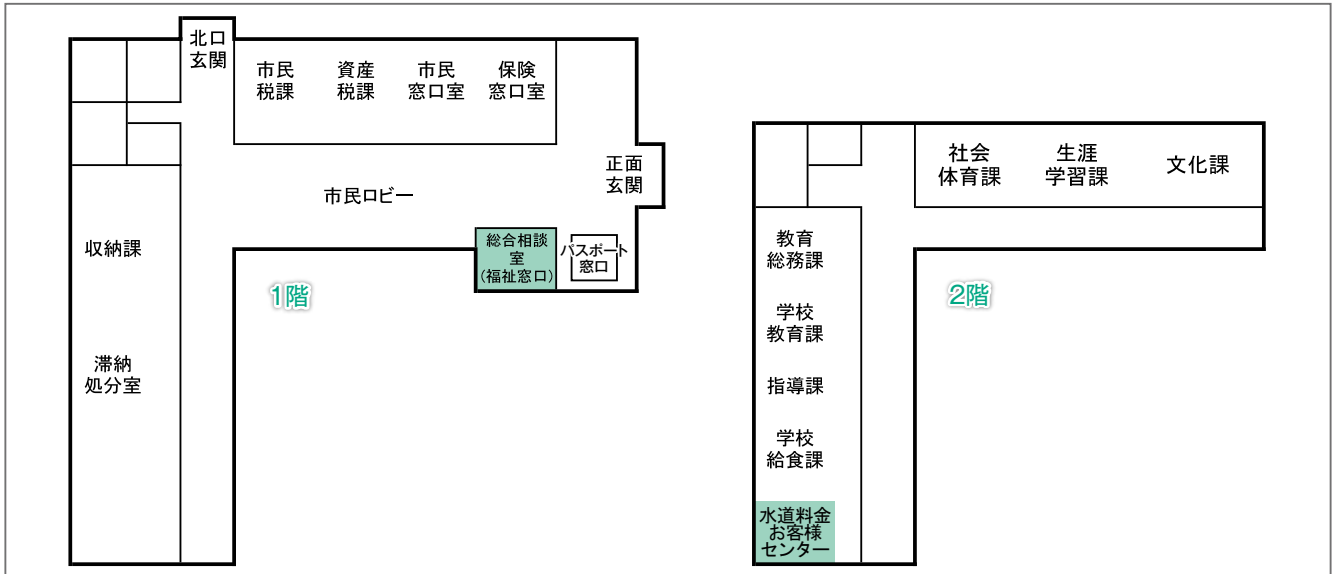 北口
玄関
市民
税課
資産
税課
市民
窓口室
保険
窓口室
正面
玄関
市民ロビー
収納課
総合相談
室
(福祉窓口)
パスポート
窓口
1階
滞納
処分室
社会
体育課
生涯
学習課
文化課
教育
総務課
2階
学校
教育課
指導課
学校
給食課
水道料金
お客様
センター